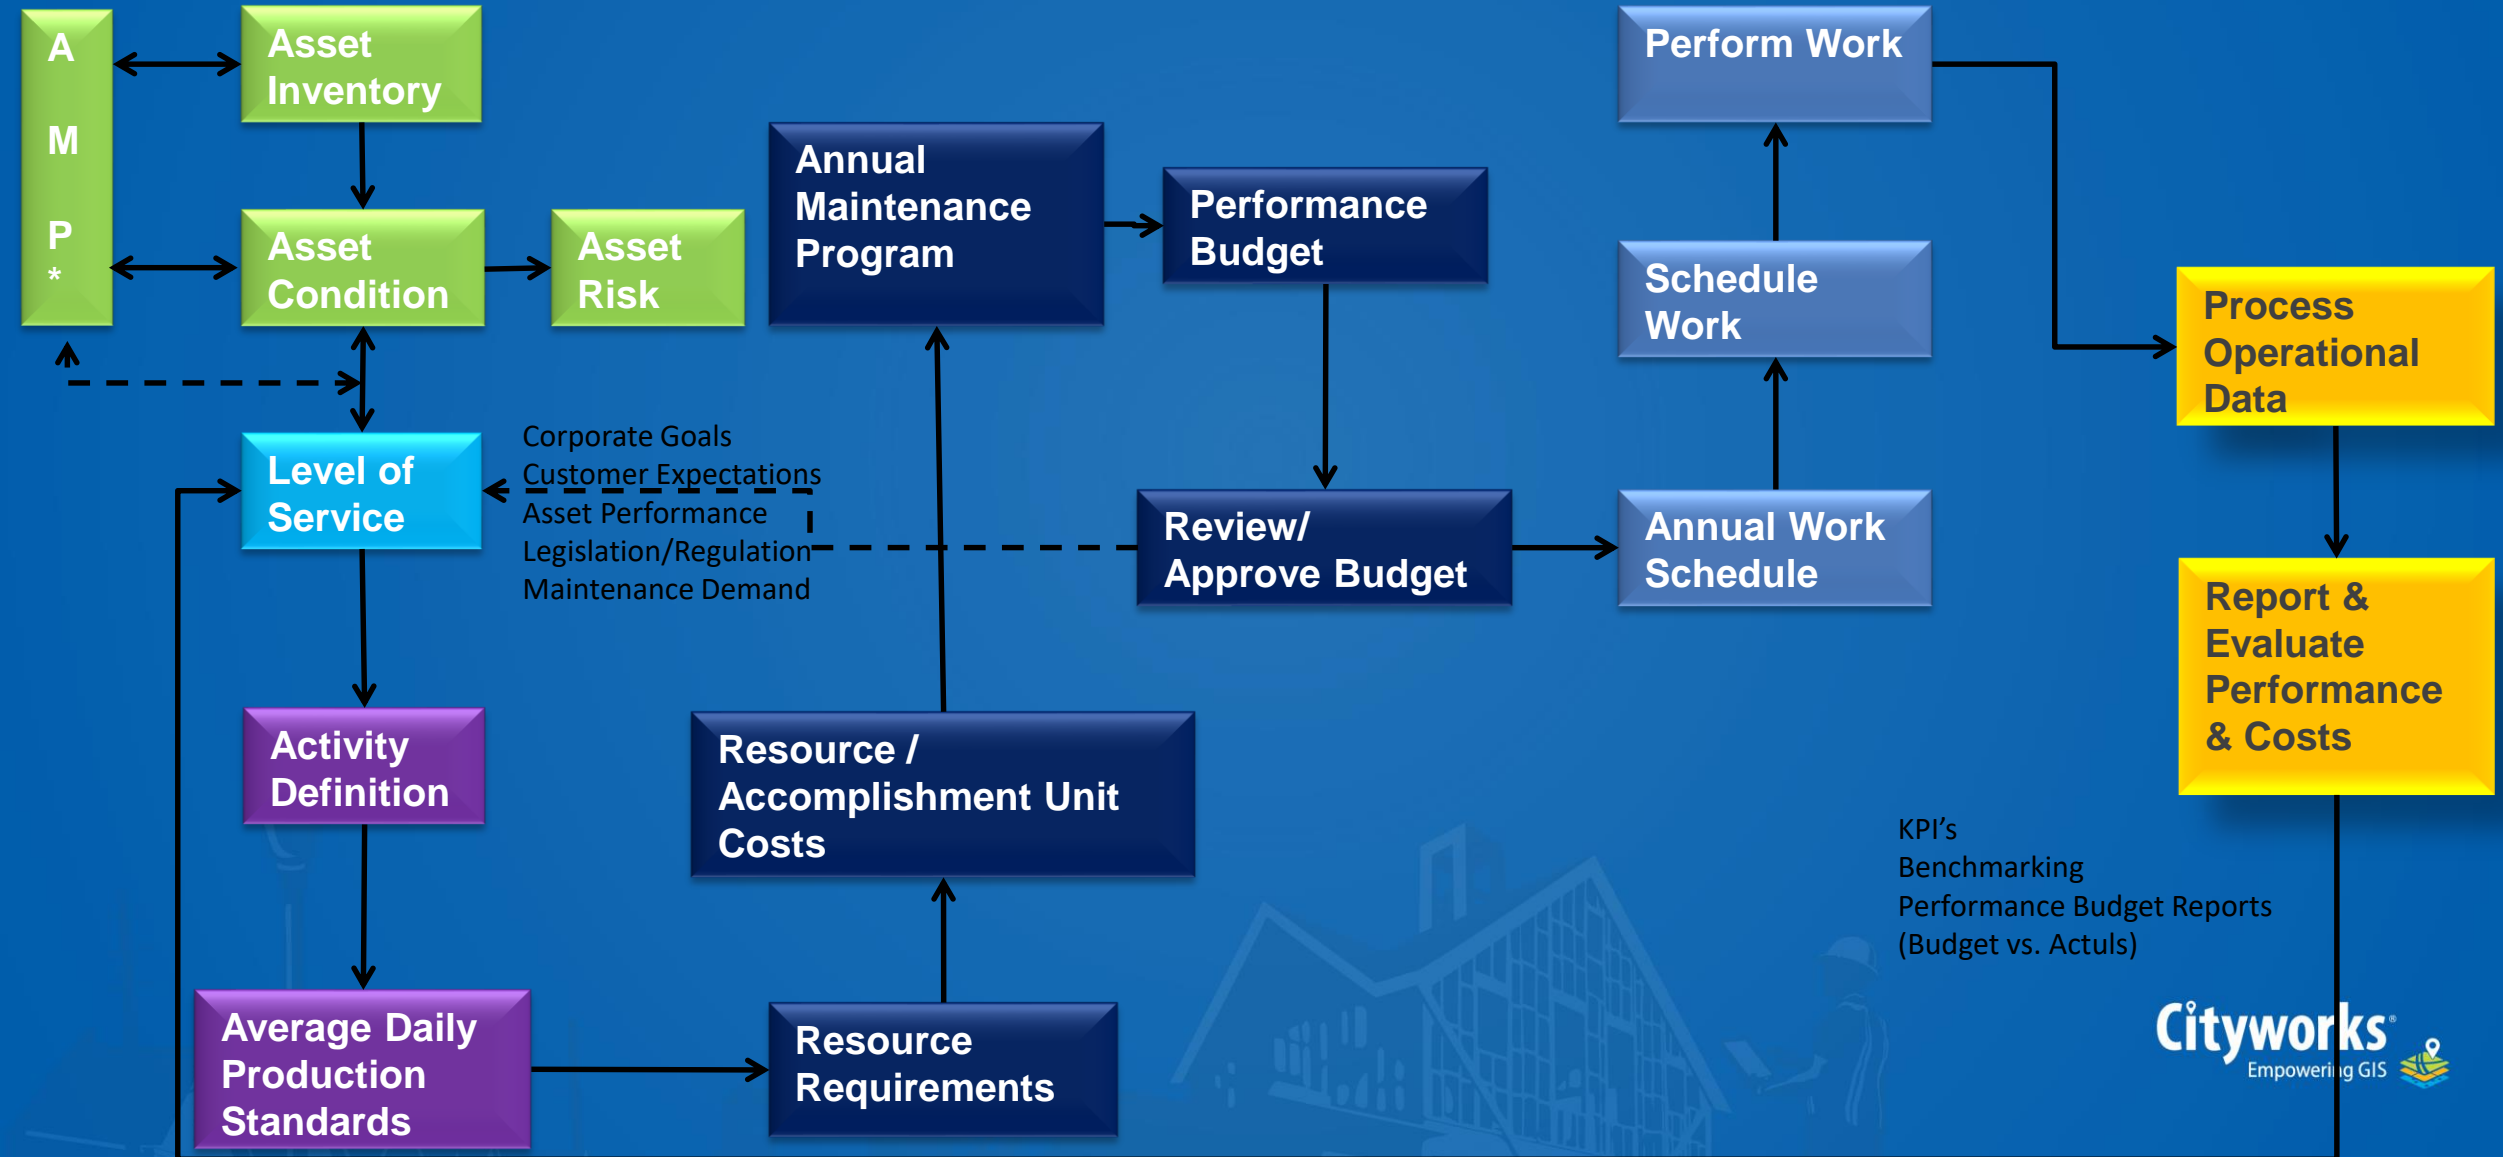 A
M
P
*
Asset
Inventory
Asset
Condition
Asset
Risk
Level of
Service
Corporate Goals
Customer Expectations
Asset Performance
Legislation/Regulation
Maintenance Demand
Activity
Definition
Average Daily
Production
Standards
Resource
Requirements
Resource /
Accomplishment Unit
Costs
Annual
Maintenance
Program
Performance
Budget
Review/
Approve Budget
Annual Work
Schedule
Schedule
Work
Perform Work
Process
Operational
Data
Report &
Evaluate
Performance
& Costs
KPI’s
Benchmarking
Performance Budget Reports
(Budget vs. Actuls)
Cityworks®
Empowering GIS